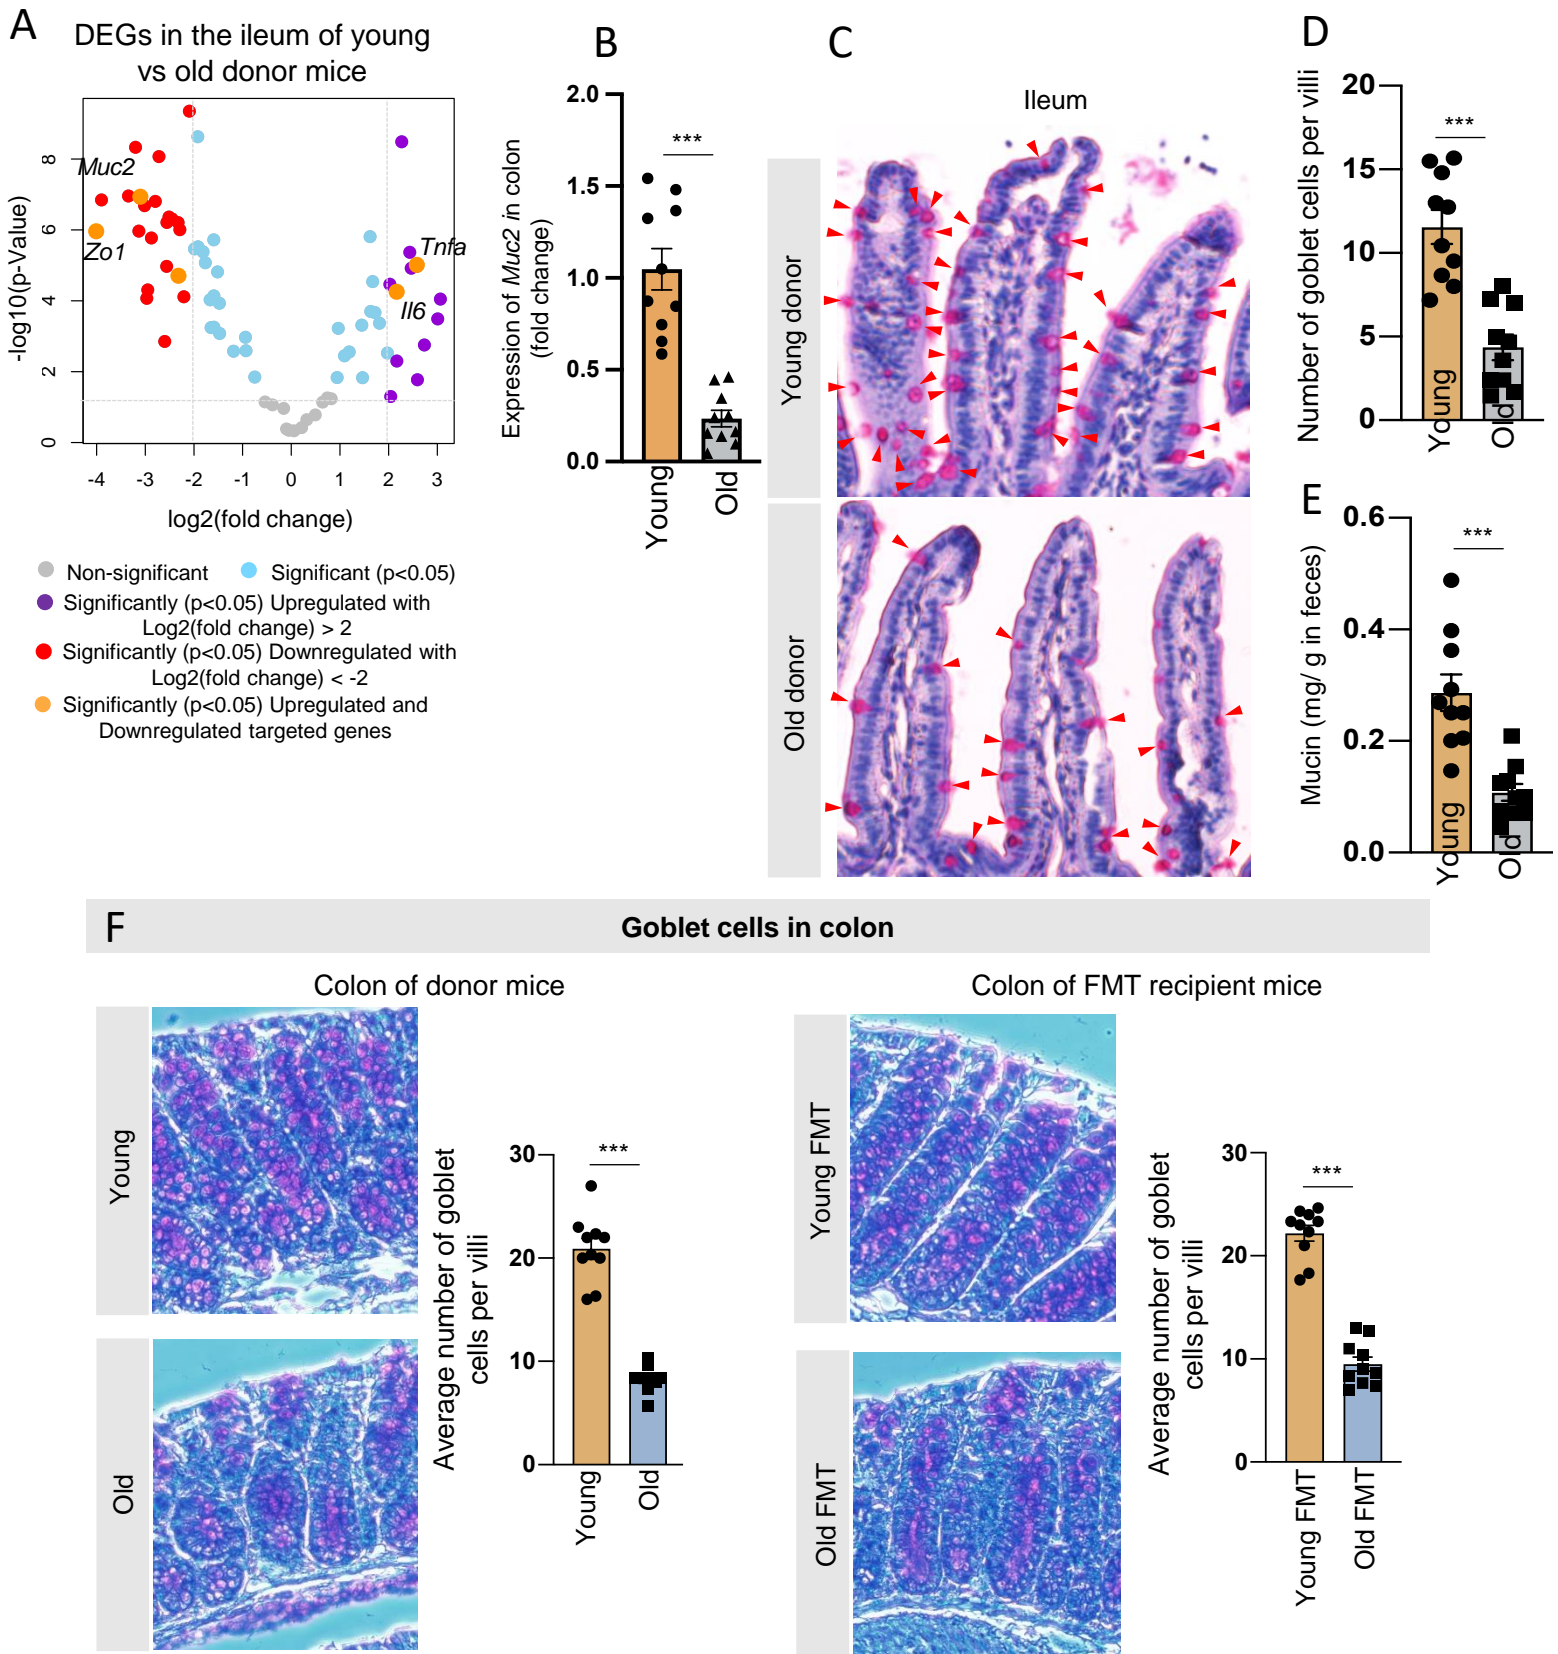 A
DEGs in the ileum of young
vs old donor mice
-log10(p-Value)
8
6
4
2
0
Muc2
Zo1
Tnfa
Il6
-4 -3 -2 -1 0 1 2 3
log2(fold change)
Non-significant
Significant (p<0.05)
Significantly (p<0.05) Upregulated with
Log2(fold change) > 2
Significantly (p<0.05) Downregulated with
Log2(fold change) < -2
Significantly (p<0.05) Upregulated and
Downregulated targeted genes
B
Expression of Muc2 in colon
(fold change)
2.0
1.5
1.0
0.5
0.0
***
Young
Old
C
Ileum
Young donor
Old donor
D
Number of goblet cells per villi
20
15
10
5
0
***
Young
Old
E
Mucin (mg/ g in feces)
0.6
0.4
0.2
0.0
***
Young
Old
F
Goblet cells in colon
Colon of donor mice
Young
Old
Average number of goblet
cells per villi
30
20
10
0
***
Young
Old
Colon of FMT recipient mice
Young FMT
Old FMT
Average number of goblet
cells per villi
30
20
10
0
***
Young FMT
Old FMT